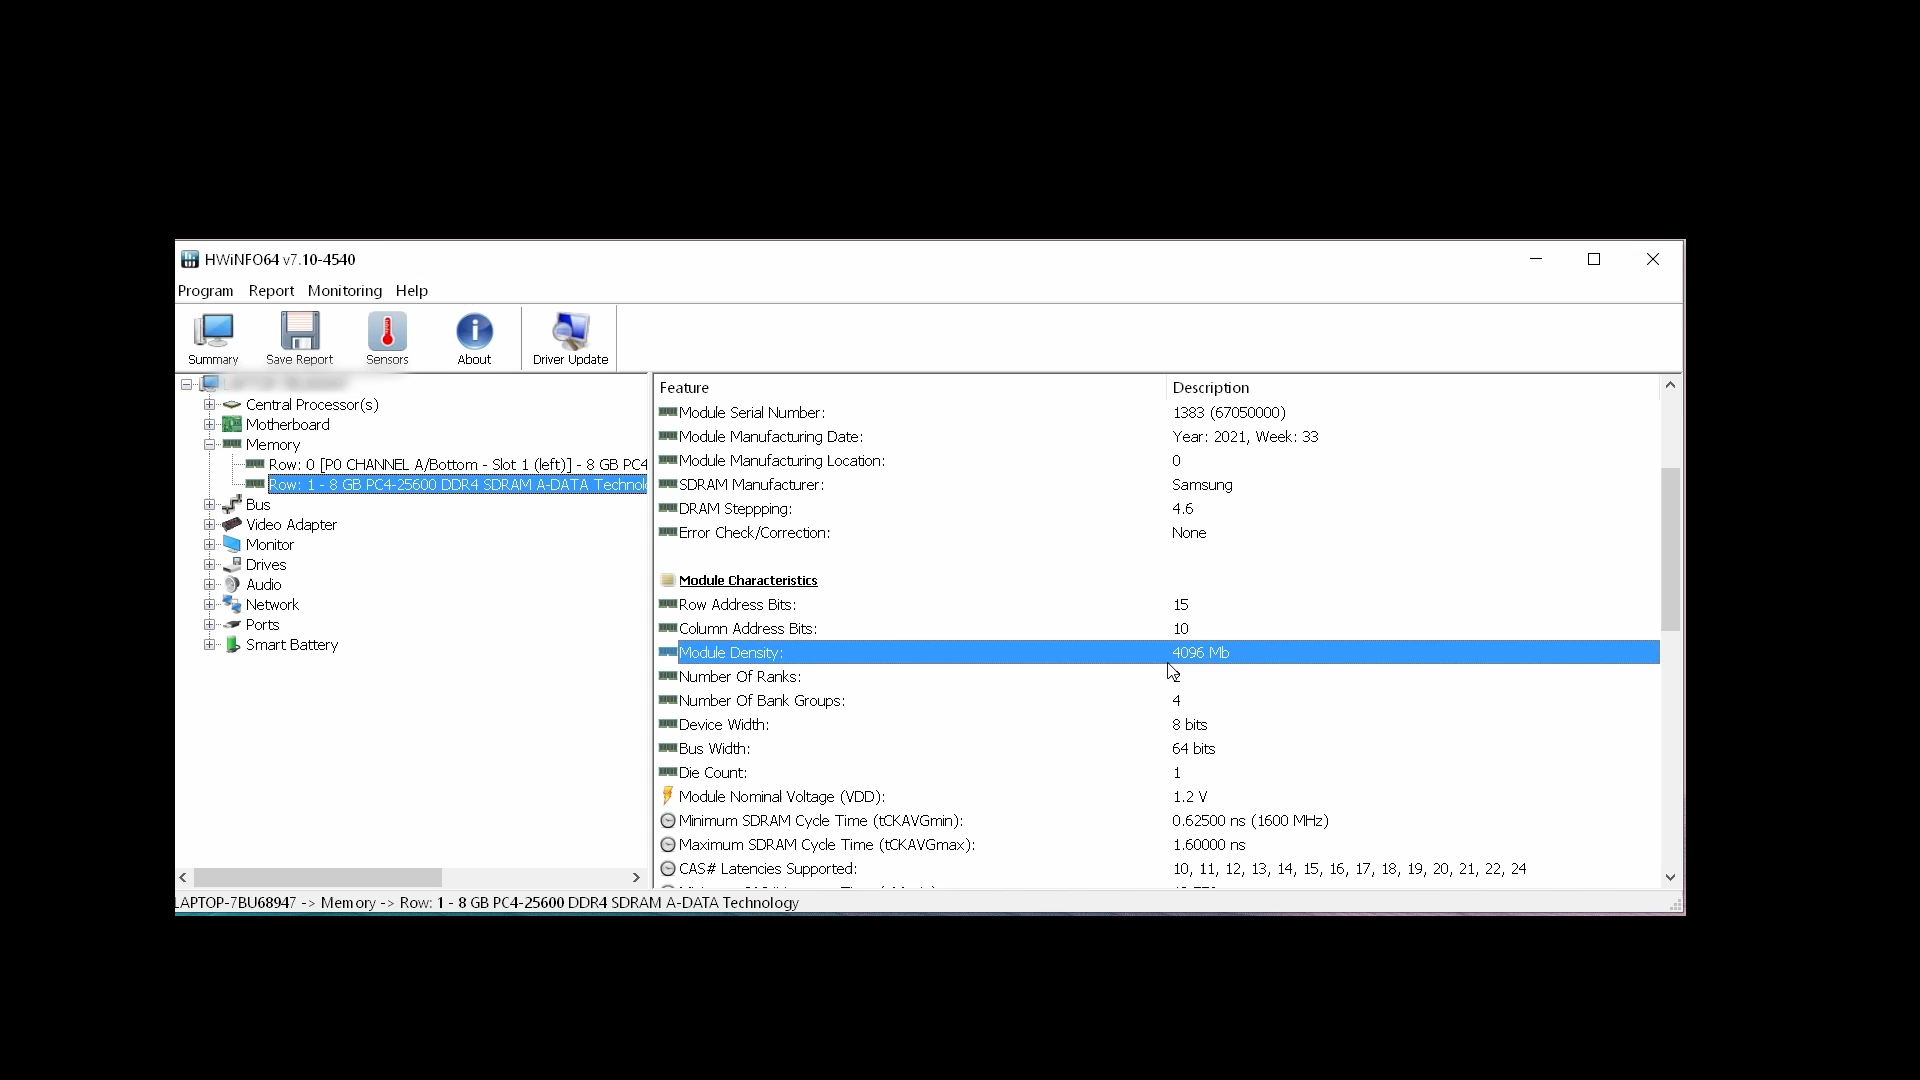 HWiNFO64 v7.10-4540
Program Report Monitoring Help
Summary Save Report Sensors About Driver Update
Central Processor(s)
Motherboard
Memory
Row: 0 [P0 CHANNEL A/Bottom - Slot 1 (left)] - 8 GB PC4
Row: 1 - 8 GB PC4-25600 DDR4 SDRAM A-DATA Technol
Bus
Video Adapter
Monitor
Drives
Audio
Network
Ports
Smart Battery
Feature Description
Module Serial Number: 1383 (67050000)
Module Manufacturing Date: Year: 2021, Week: 33
Module Manufacturing Location: 0
SDRAM Manufacturer: Samsung
DRAM Steppping: 4.6
Error Check/Correction: None
Module Characteristics
Row Address Bits: 15
Column Address Bits: 10
Module Density: 4096 Mb
Number Of Ranks: 2
Number Of Bank Groups: 4
Device Width: 8 bits
Bus Width: 64 bits
Die Count: 1
Module Nominal Voltage (VDD): 1.2 V
Minimum SDRAM Cycle Time (tCKAVGmin): 0.62500 ns (1600 MHz)
Maximum SDRAM Cycle Time (tCKAVGmax): 1.60000 ns
CAS# Latencies Supported: 10, 11, 12, 13, 14, 15, 16, 17, 18, 19, 20, 21, 22, 24
LAPTOP-7BU68947 -> Memory -> Row: 1 - 8 GB PC4-25600 DDR4 SDRAM A-DATA Technology